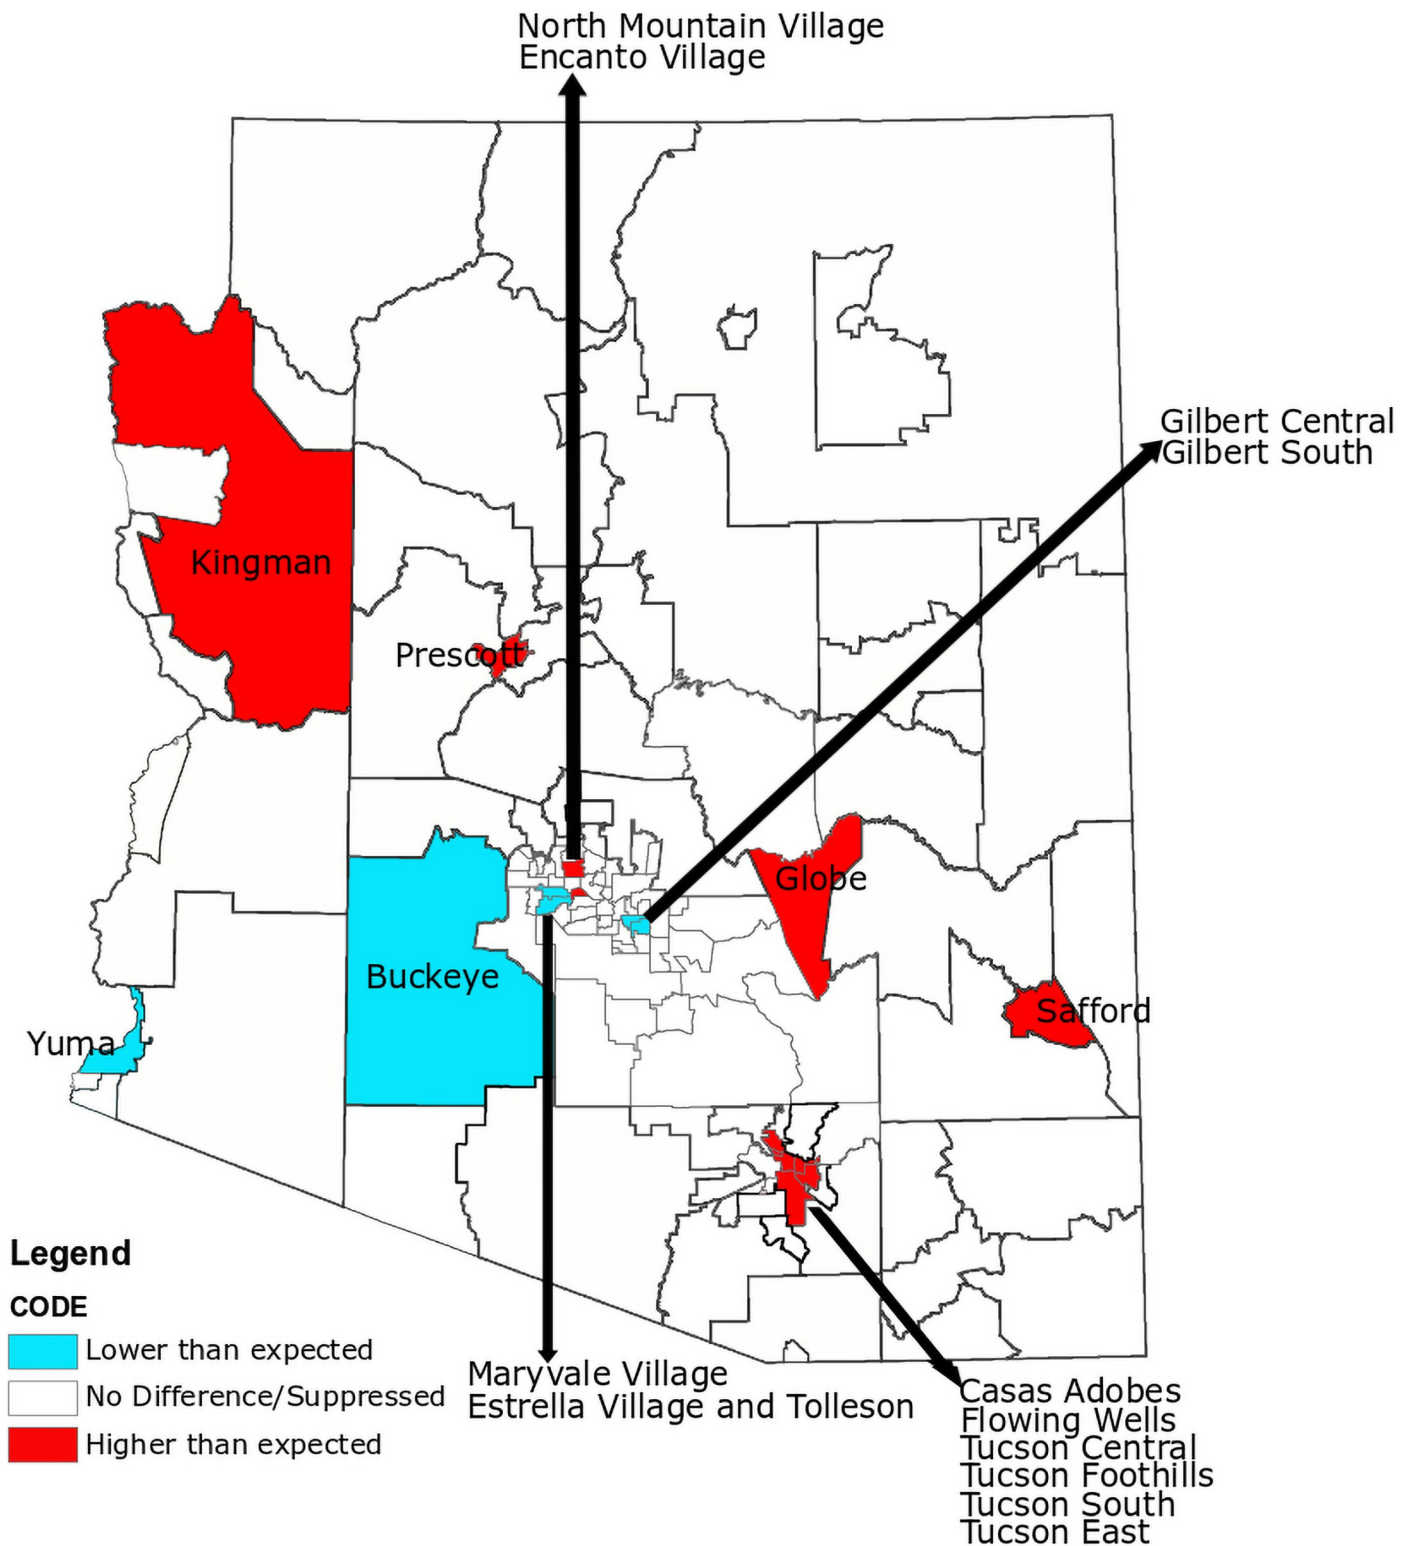 North Mountain Village
Encanto Village
Gilbert Central
Gilbert South
Kingman
Prescott
Globe
Buckeye
Safford
Yuma
Legend
CODE
Lower than expected
No Difference/Suppressed
Higher than expected
Maryvale Village
Estrella Village and Tolleson
Casas Adobes
Flowing Wells
Tucson Central
Tucson Foothills
Tucson South
Tucson East